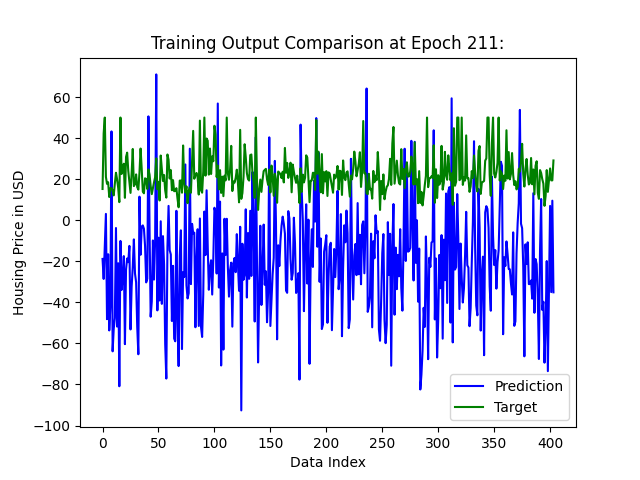 Training Output Comparison at Epoch 211:
Housing Price in USD
60
40
20
0
−20
−40
−60
−80
−100
0 50 100 150 200 250 300 350 400
Data Index
Prediction
Target